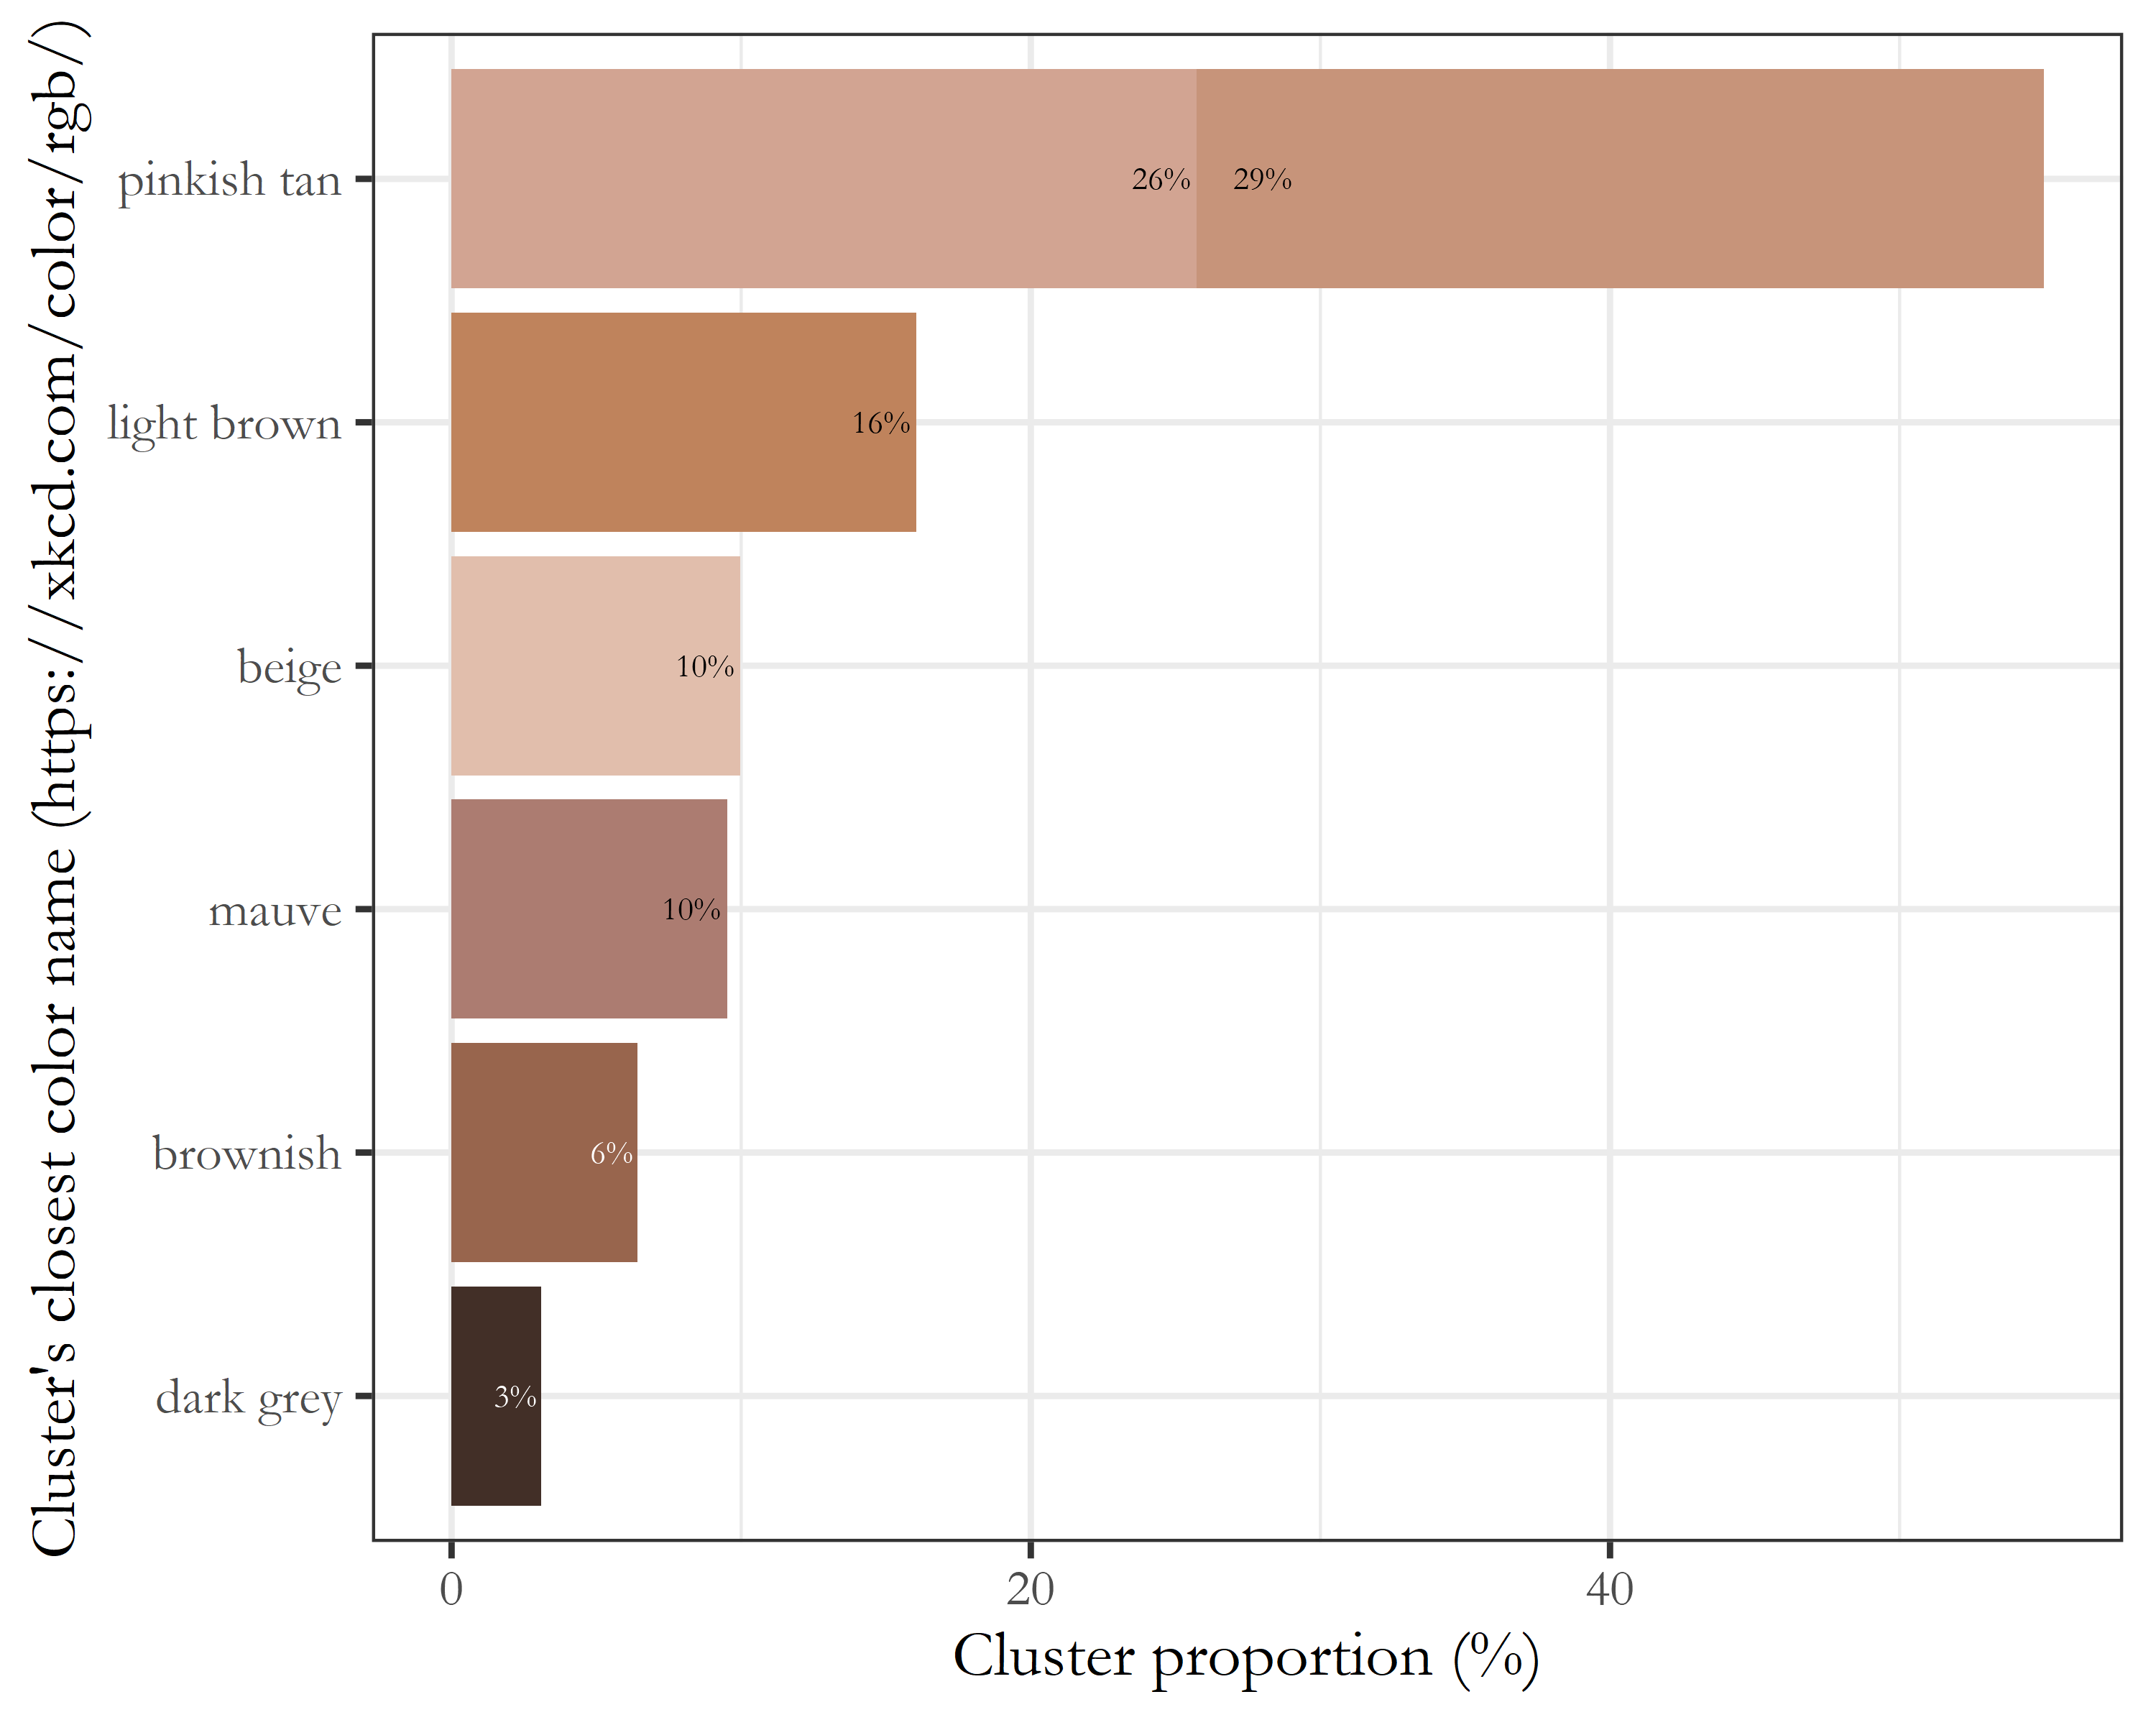 Cluster's closest color name (https://xkcd.com/color/rgb/)
pinkish tan
26%
29%
light brown
16%
beige
10%
mauve
10%
brownish
6%
dark grey
3%
0
20
40
Cluster proportion (%)